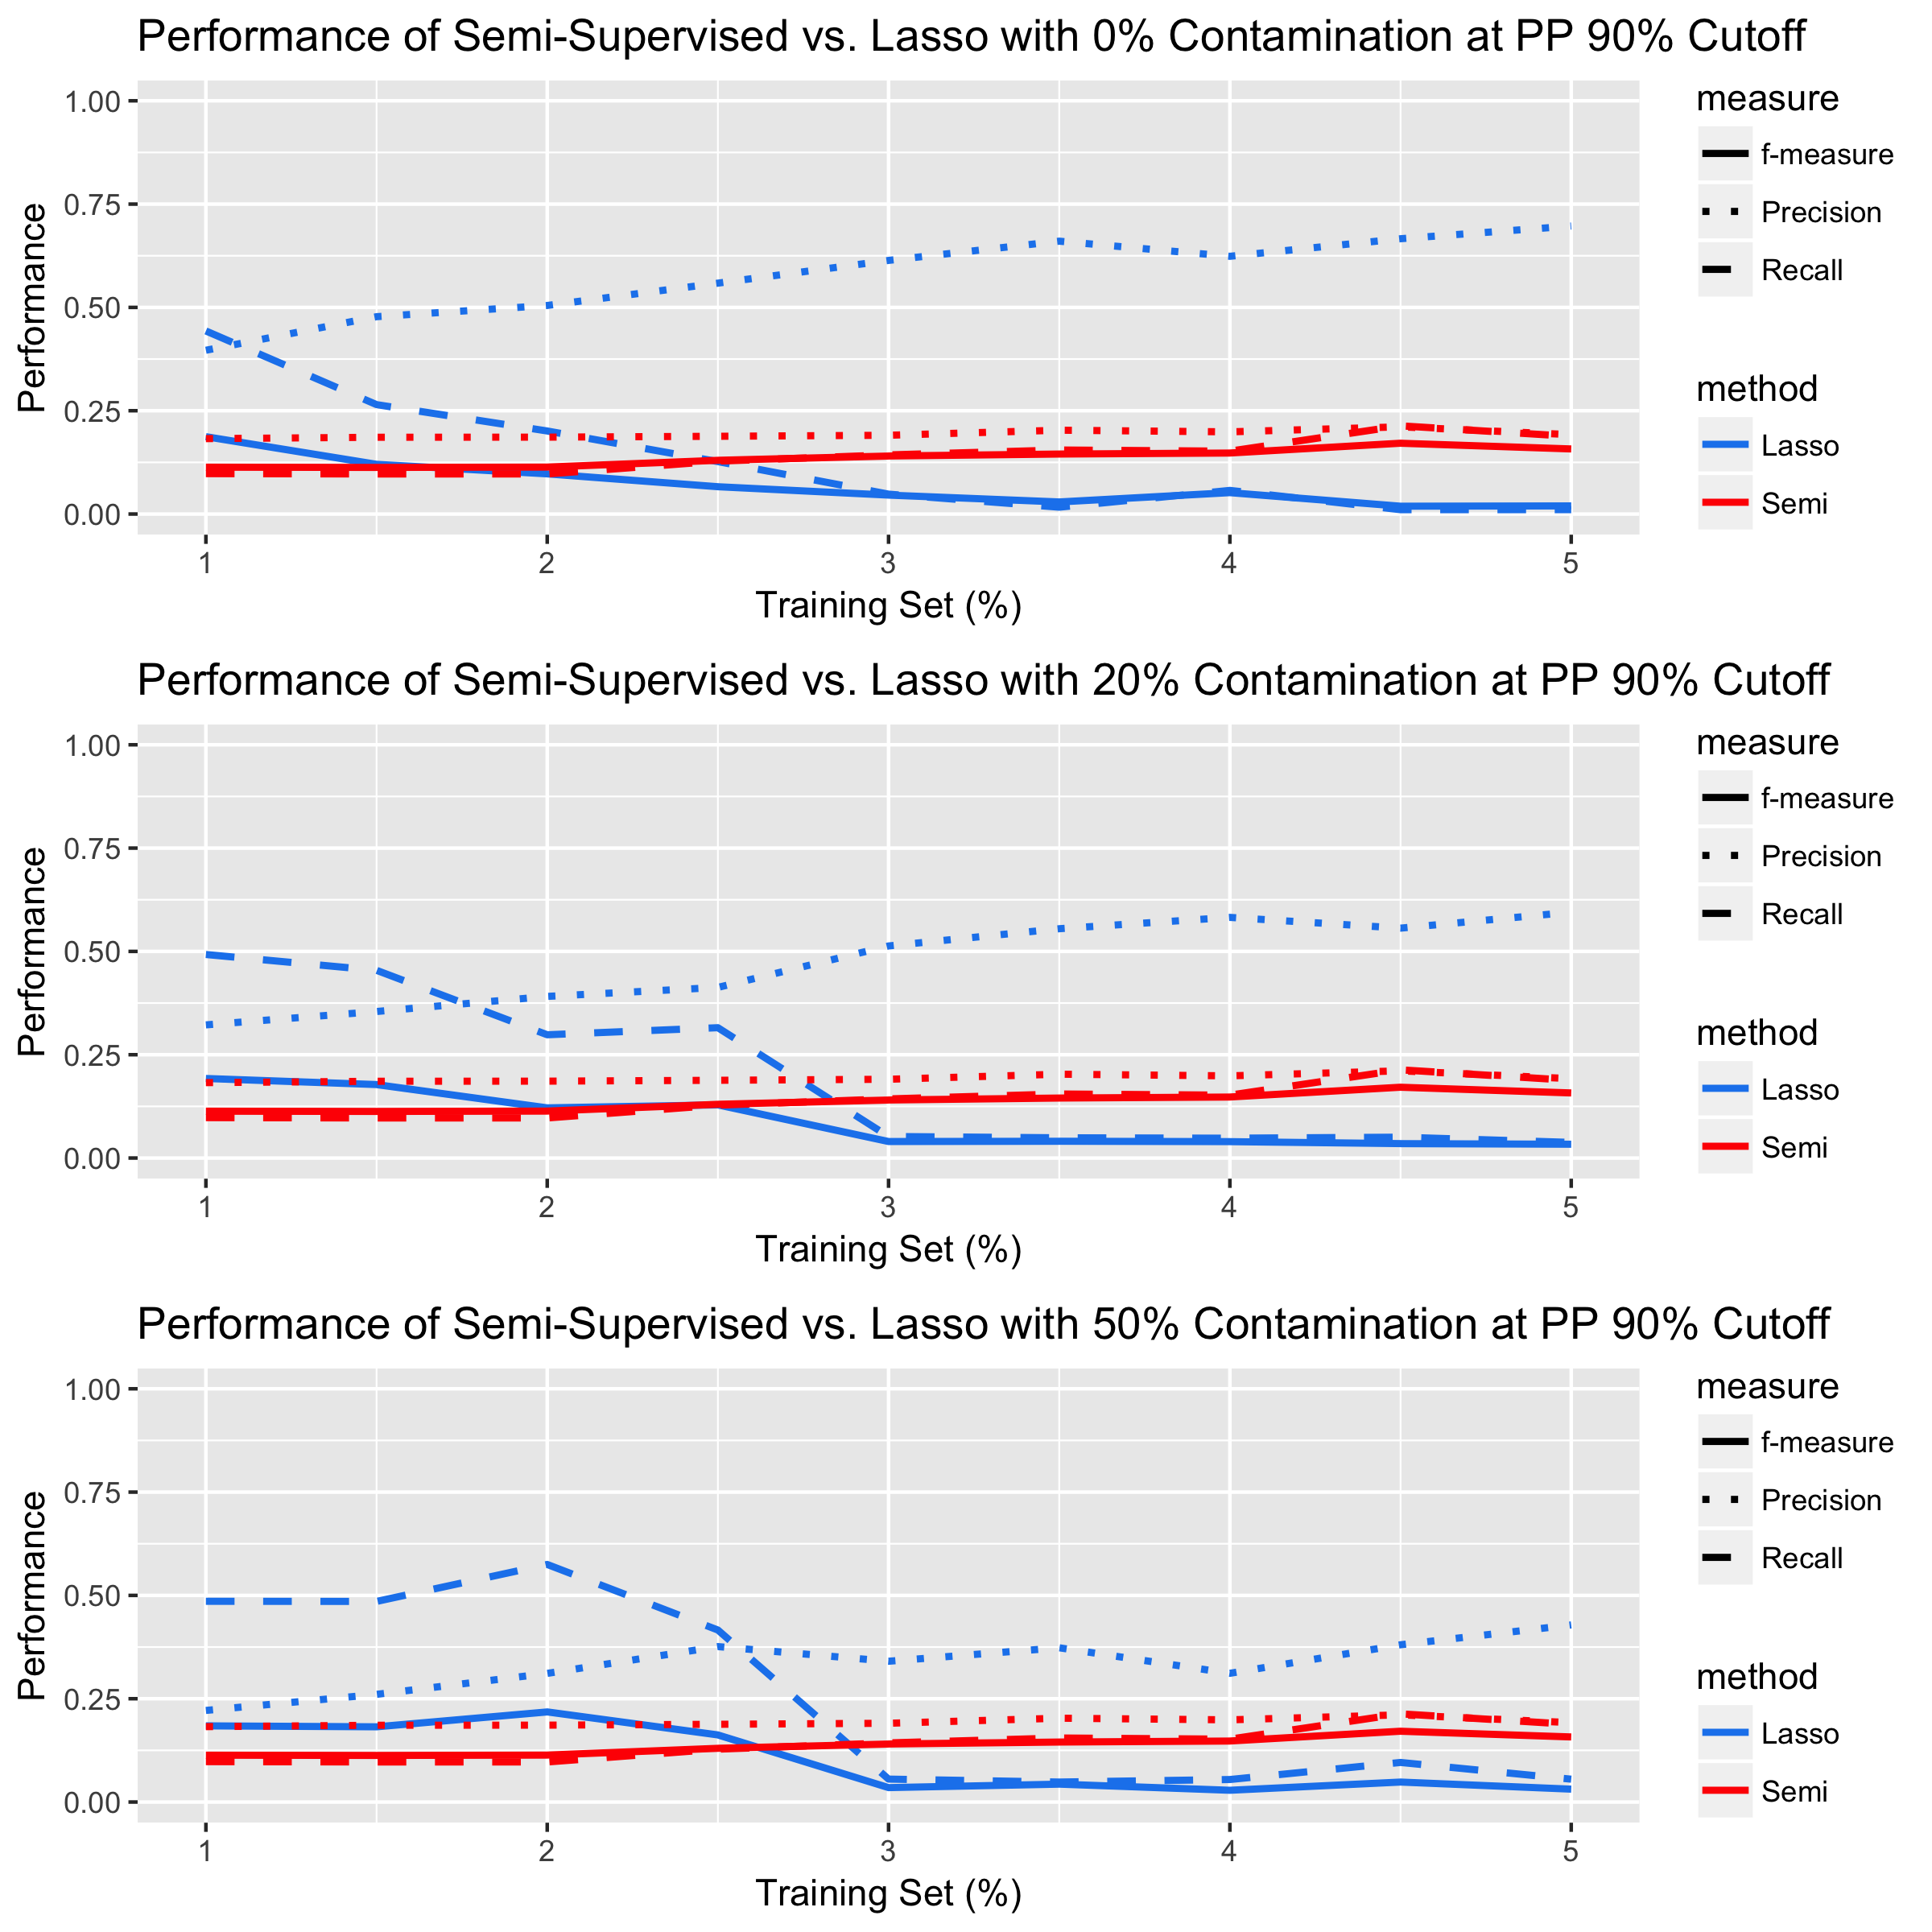 Performance of Semi-Supervised vs. Lasso with 0% Contamination at PP 90% Cutoff
1.00
0.75
0.50
0.25
0.00
Performance
1 2 3 4 5
Training Set (%)
measure
f-measure
Precision
Recall
method
Lasso
Semi
Performance of Semi-Supervised vs. Lasso with 20% Contamination at PP 90% Cutoff
1.00
0.75
0.50
0.25
0.00
Performance
1 2 3 4 5
Training Set (%)
measure
f-measure
Precision
Recall
method
Lasso
Semi
Performance of Semi-Supervised vs. Lasso with 50% Contamination at PP 90% Cutoff
1.00
0.75
0.50
0.25
0.00
Performance
1 2 3 4 5
Training Set (%)
measure
f-measure
Precision
Recall
method
Lasso
Semi